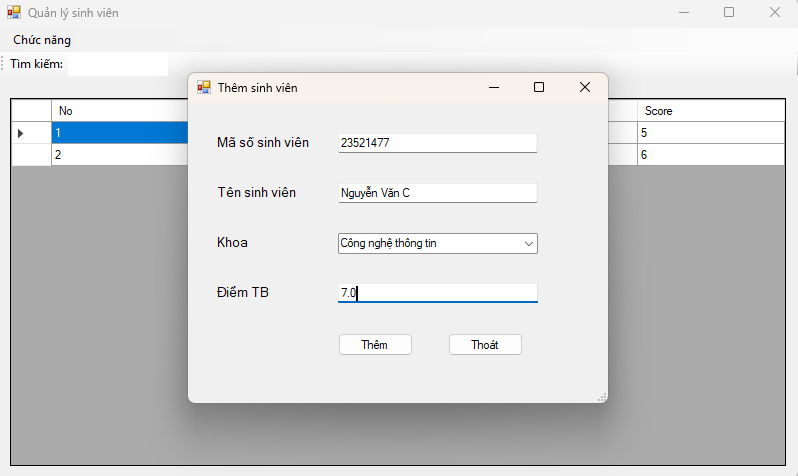 Quản lý sinh viên
Chức năng
Tìm kiếm:
No Score
1 5
2 6
Thêm sinh viên
Mã số sinh viên 23521477
Tên sinh viên Nguyễn Văn C
Khoa Công nghệ thông tin
Điểm TB 7.0
Thêm Thoát